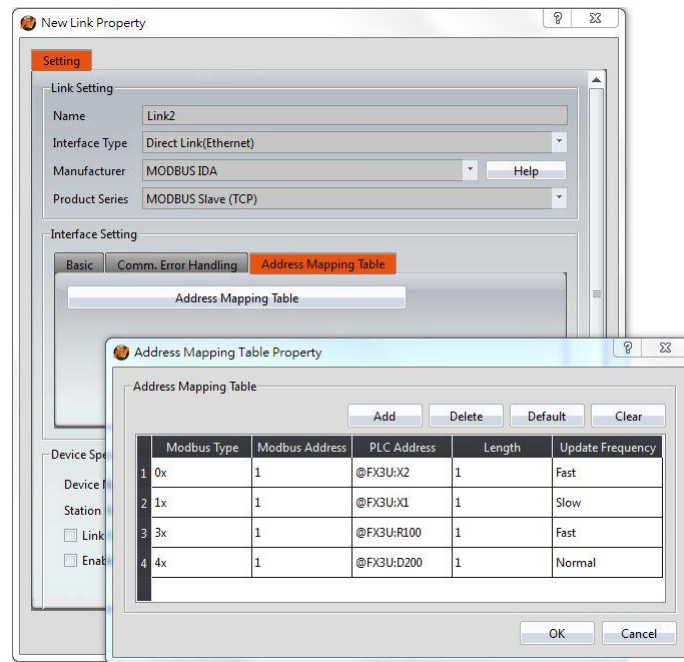 New Link Property
Setting
Link Setting
Name Link2
Interface Type Direct Link(Ethernet)
Manufacturer MODBUS IDA Help
Product Series MODBUS Slave (TCP)
Interface Setting
Basic Comm. Error Handling Address Mapping Table
Address Mapping Table
Address Mapping Table Property
Address Mapping Table
Add Delete Default Clear
Modbus Type Modbus Address PLC Address Length Update Frequency
1 0x 1 @FX3U:X2 1 Fast
2 1x 1 @FX3U:X1 1 Slow
3 3x 1 @FX3U:R100 1 Fast
4 4x 1 @FX3U:D200 1 Normal
Device Spe
Device
Station
Link
Enab
OK Cancel